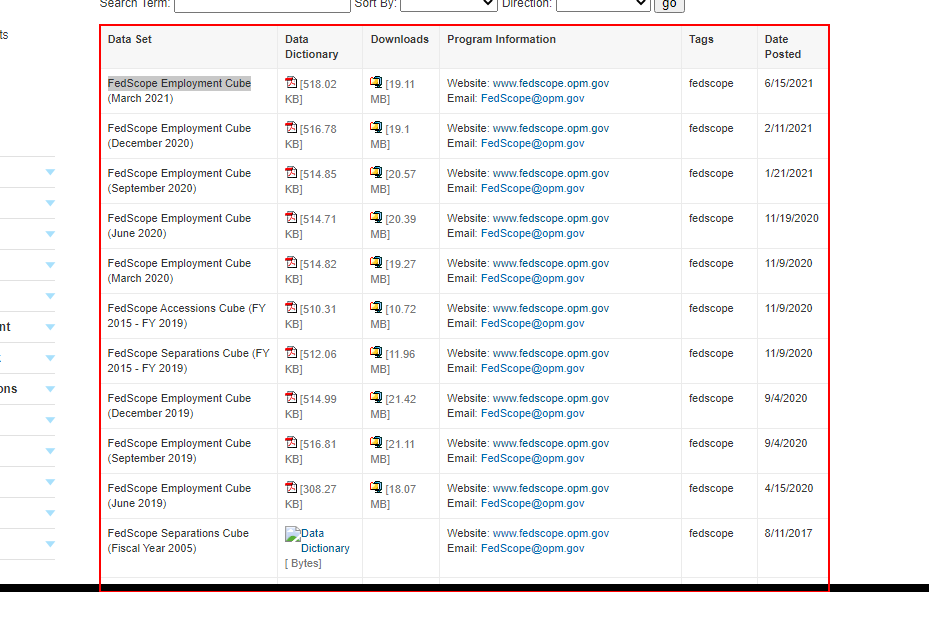 Search Term: Sort By: Direction: go
ts
Data Set Data Dictionary Downloads Program Information Tags Date Posted
FedScope Employment Cube (March 2021) [518.02 KB] [19.11 MB] Website: www.fedscope.opm.gov Email: FedScope@opm.gov fedscope 6/15/2021
FedScope Employment Cube (December 2020) [516.78 KB] [19.1 MB] Website: www.fedscope.opm.gov Email: FedScope@opm.gov fedscope 2/11/2021
FedScope Employment Cube (September 2020) [514.85 KB] [20.57 MB] Website: www.fedscope.opm.gov Email: FedScope@opm.gov fedscope 1/21/2021
FedScope Employment Cube (June 2020) [514.71 KB] [20.39 MB] Website: www.fedscope.opm.gov Email: FedScope@opm.gov fedscope 11/19/2020
FedScope Employment Cube (March 2020) [514.82 KB] [19.27 MB] Website: www.fedscope.opm.gov Email: FedScope@opm.gov fedscope 11/9/2020
FedScope Accessions Cube (FY 2015 - FY 2019) [510.31 KB] [10.72 MB] Website: www.fedscope.opm.gov Email: FedScope@opm.gov fedscope 11/9/2020
nt
FedScope Separations Cube (FY 2015 - FY 2019) [512.06 KB] [11.96 MB] Website: www.fedscope.opm.gov Email: FedScope@opm.gov fedscope 11/9/2020
ons
FedScope Employment Cube (December 2019) [514.99 KB] [21.42 MB] Website: www.fedscope.opm.gov Email: FedScope@opm.gov fedscope 9/4/2020
FedScope Employment Cube (September 2019) [516.81 KB] [21.11 MB] Website: www.fedscope.opm.gov Email: FedScope@opm.gov fedscope 9/4/2020
FedScope Employment Cube (June 2019) [308.27 KB] [18.07 MB] Website: www.fedscope.opm.gov Email: FedScope@opm.gov fedscope 4/15/2020
FedScope Separations Cube (Fiscal Year 2005) Data Dictionary [ Bytes] Website: www.fedscope.opm.gov Email: FedScope@opm.gov fedscope 8/11/2017